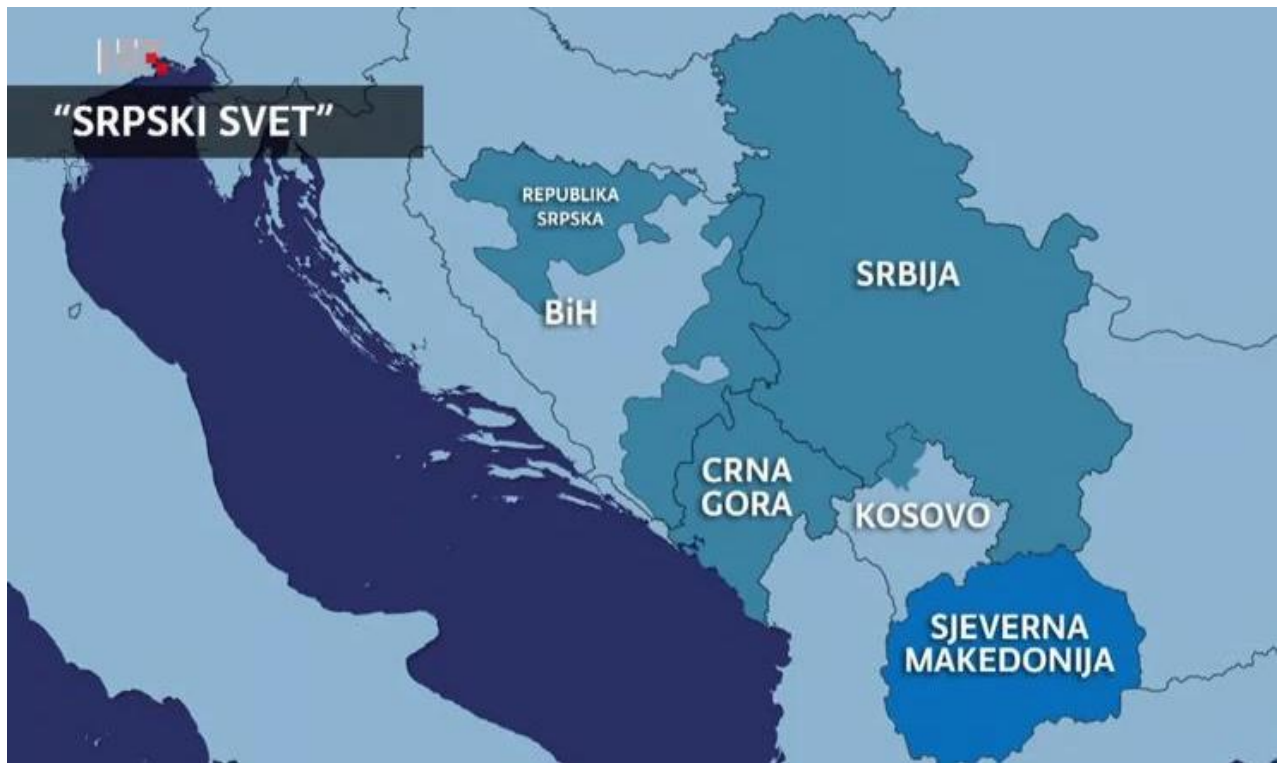 “SRPSKI SVET”
REPUBLIKA
SRPSKA
SRBIJA
BiH
CRNA
GORA
KOSOVO
SJEVERNA
MAKEDONIJA